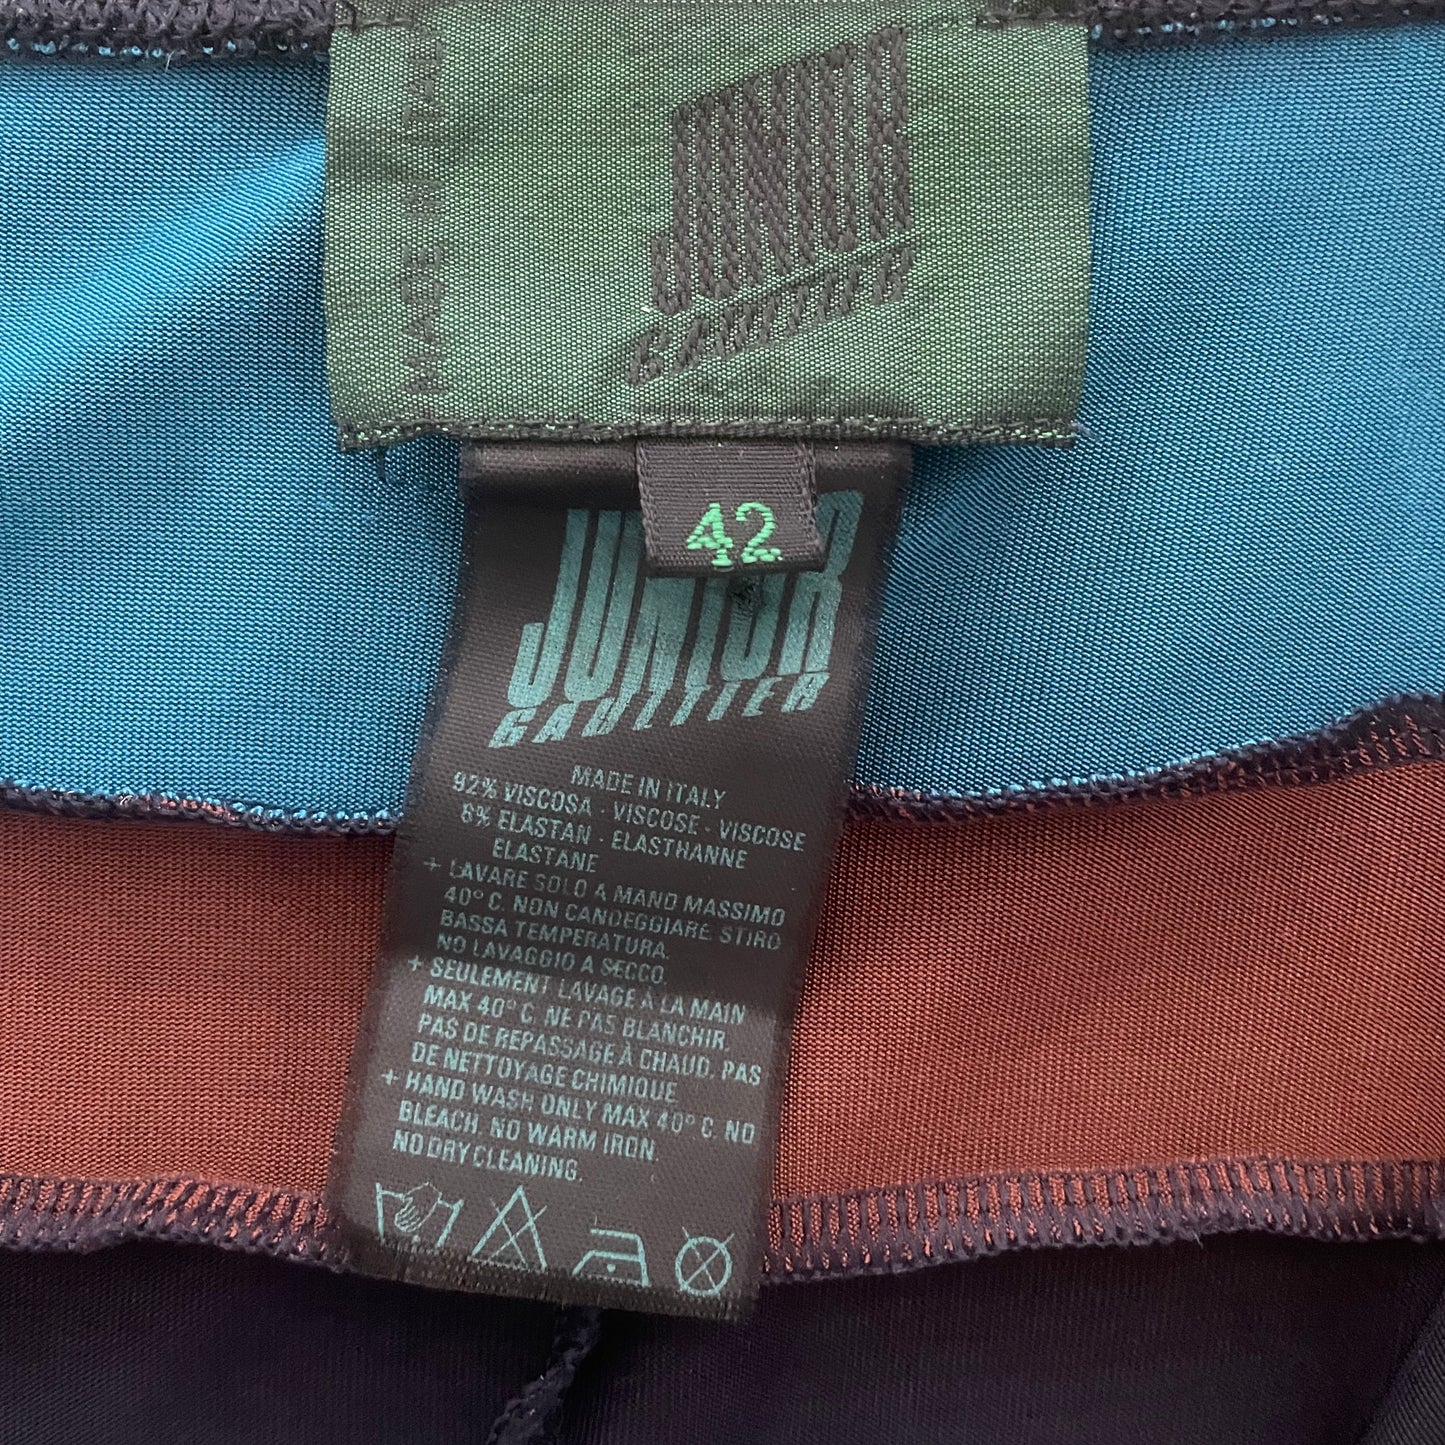 MADE IN ITALY
JUNIOR
GAULTIER
42
JUNIOR
GAULTIER
MADE IN ITALY
92% VISCOSA - VISCOSE - VISCOSE
8% ELASTAN - ELASTHANNE
ELASTANE
+ LAVARE SOLO A MANO MASSIMO
40° C. NON CANDEGGIARE. STIRO
BASSA TEMPERATURA.
NO LAVAGGIO A SECCO.
+ SEULEMENT LAVAGE À LA MAIN
MAX 40° C. NE PAS BLANCHIR.
PAS DE REPASSAGE À CHAUD. PAS
DE NETTOYAGE CHIMIQUE.
+ HAND WASH ONLY MAX 40° C. NO
BLEACH. NO WARM IRON.
NO DRY CLEANING.